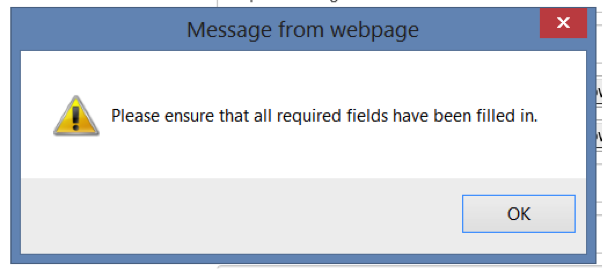 Message from webpage
x
Please ensure that all required fields have been filled in.
OK